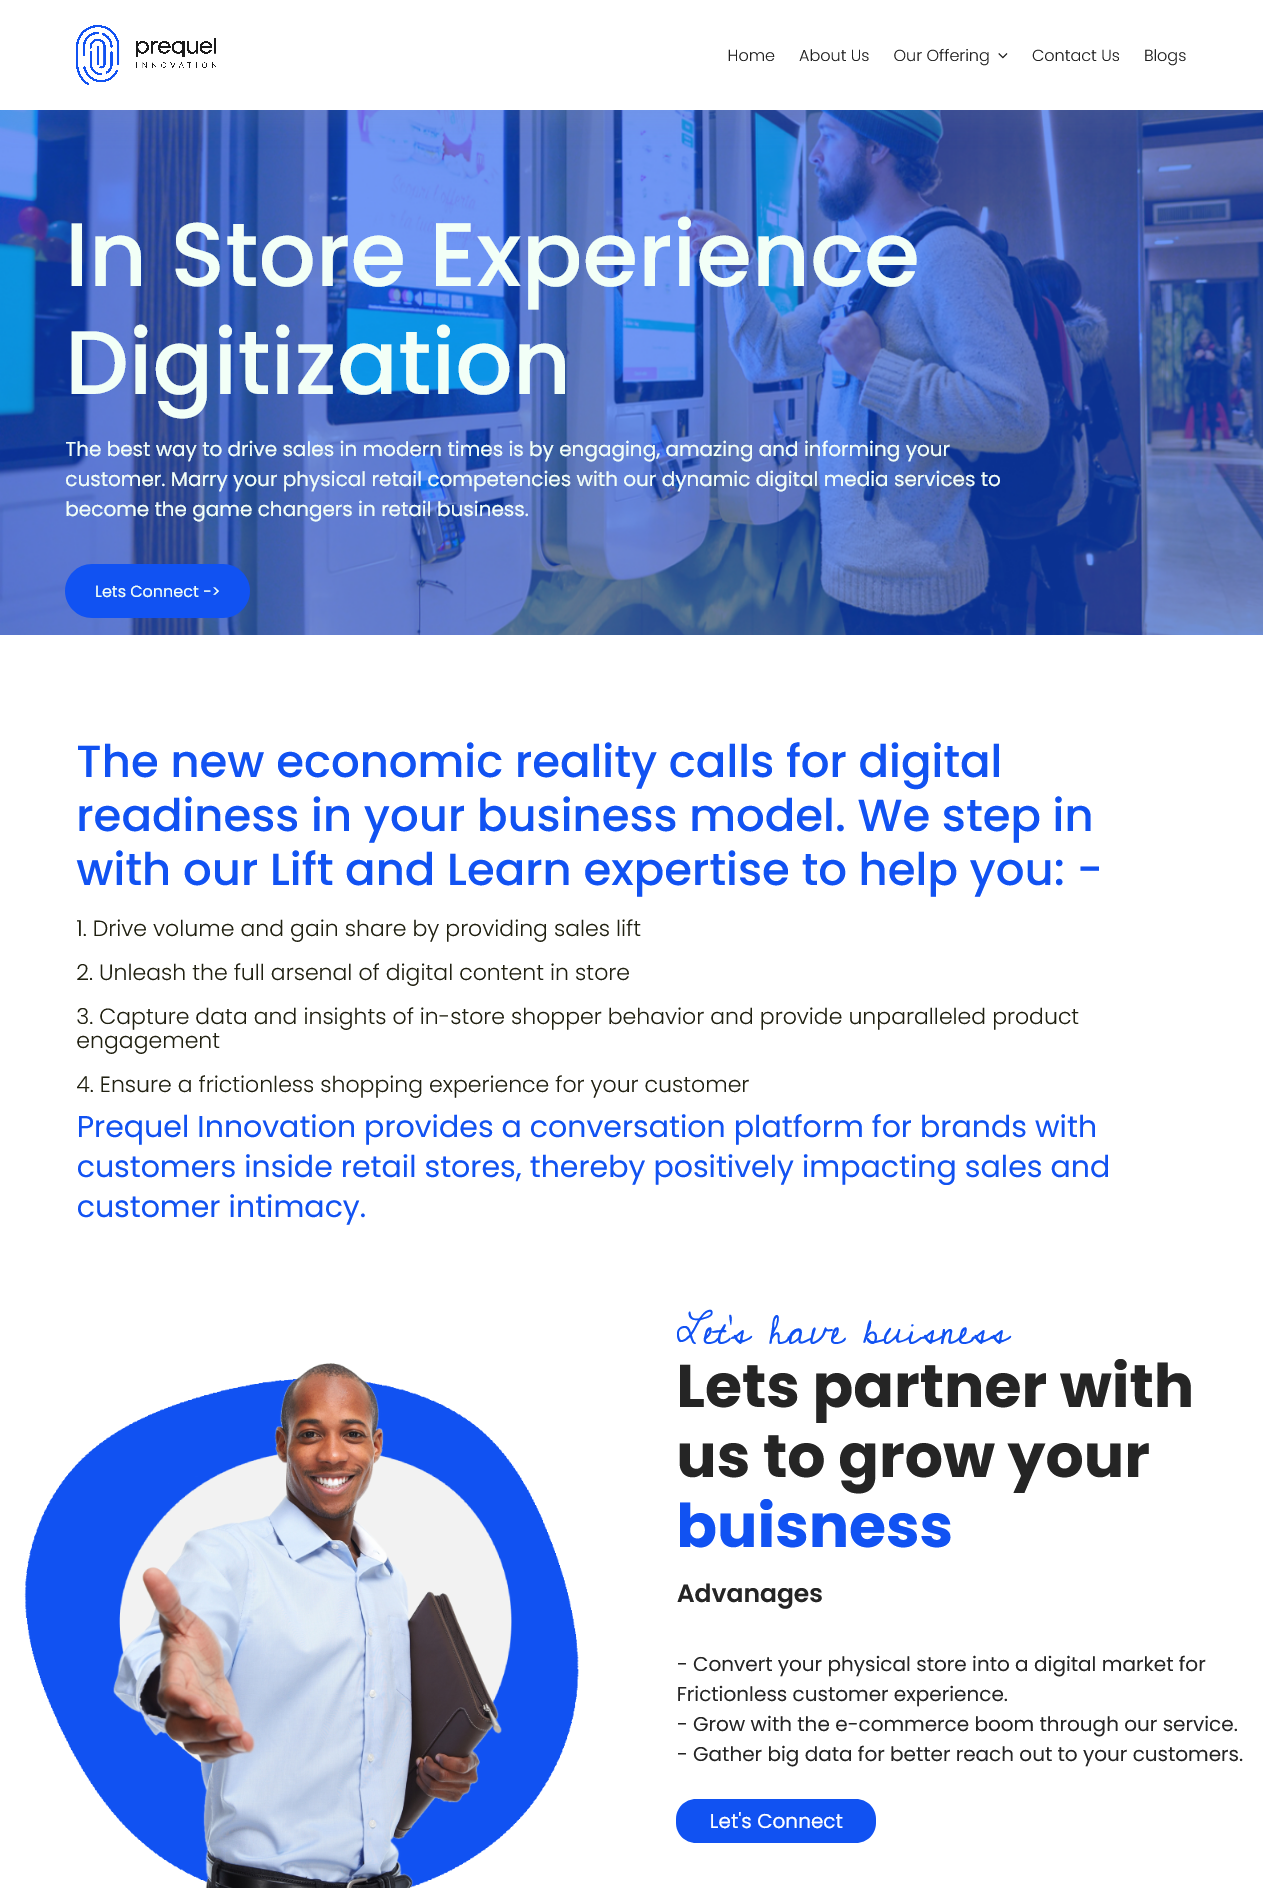 prequel
INNOVATION
Home About Us Our Offering Contact Us Blogs
In Store Experience
Digitization
The best way to drive sales in modern times is by engaging, amazing and informing your
customer. Marry your physical retail competencies with our dynamic digital media services to
become the game changers in retail business.
Lets Connect ->
The new economic reality calls for digital
readiness in your business model. We step in
with our Lift and Learn expertise to help you: -
1. Drive volume and gain share by providing sales lift
2. Unleash the full arsenal of digital content in store
3. Capture data and insights of in-store shopper behavior and provide unparalleled product
engagement
4. Ensure a frictionless shopping experience for your customer
Prequel Innovation provides a conversation platform for brands with
customers inside retail stores, thereby positively impacting sales and
customer intimacy.
Let's have buisness
Lets partner with
us to grow your
buisness
Advanages
- Convert your physical store into a digital market for
Frictionless customer experience.
- Grow with the e-commerce boom through our service.
- Gather big data for better reach out to your customers.
Let's Connect